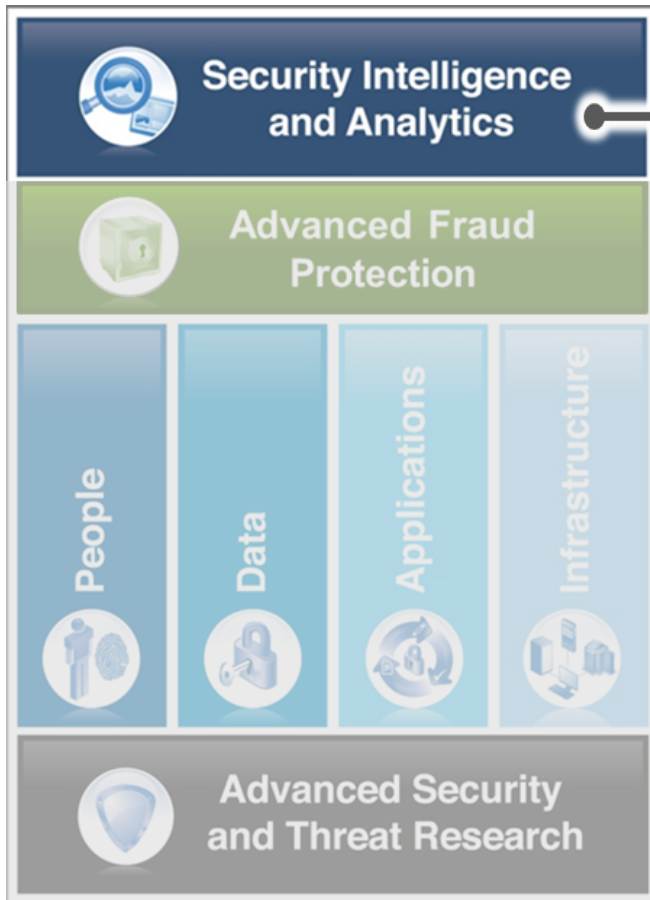 Security Intelligence
and Analytics
Advanced Fraud
Protection
People
Data
Applications
Infrastructure
Advanced Security
and Threat Research